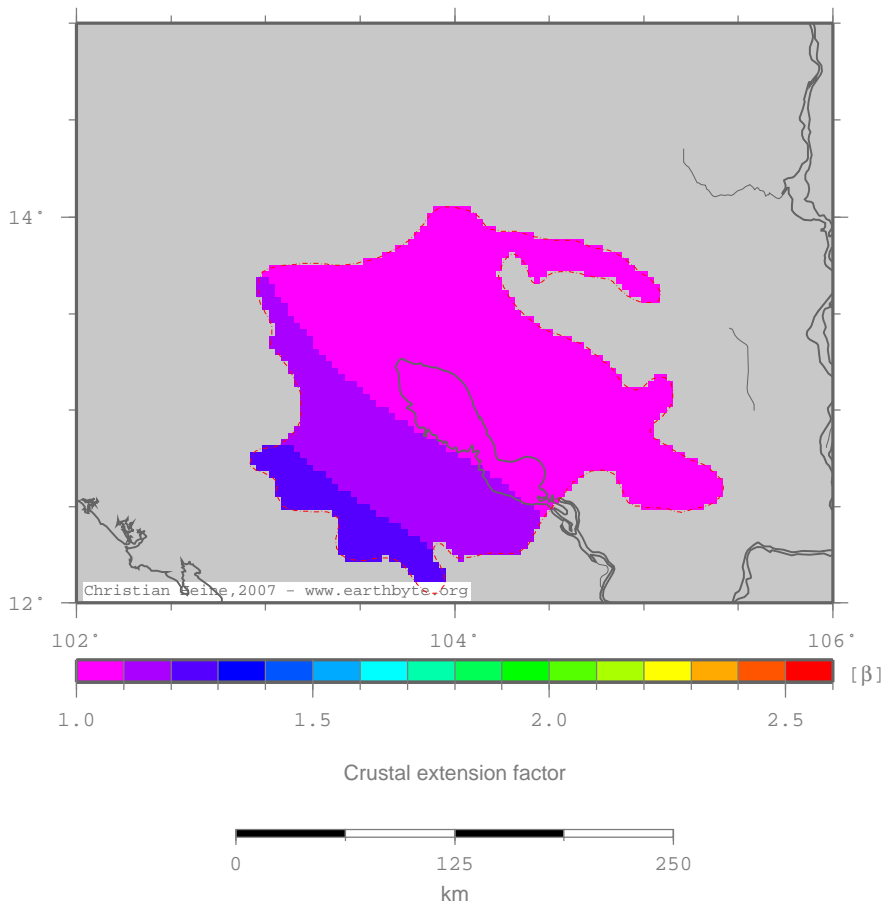 14°
Christian Heine,2007 - www.earthbyte.org
12°
102° 104° 106°
[β]
1.0 1.5 2.0 2.5
Crustal extension factor
0 125 250
km